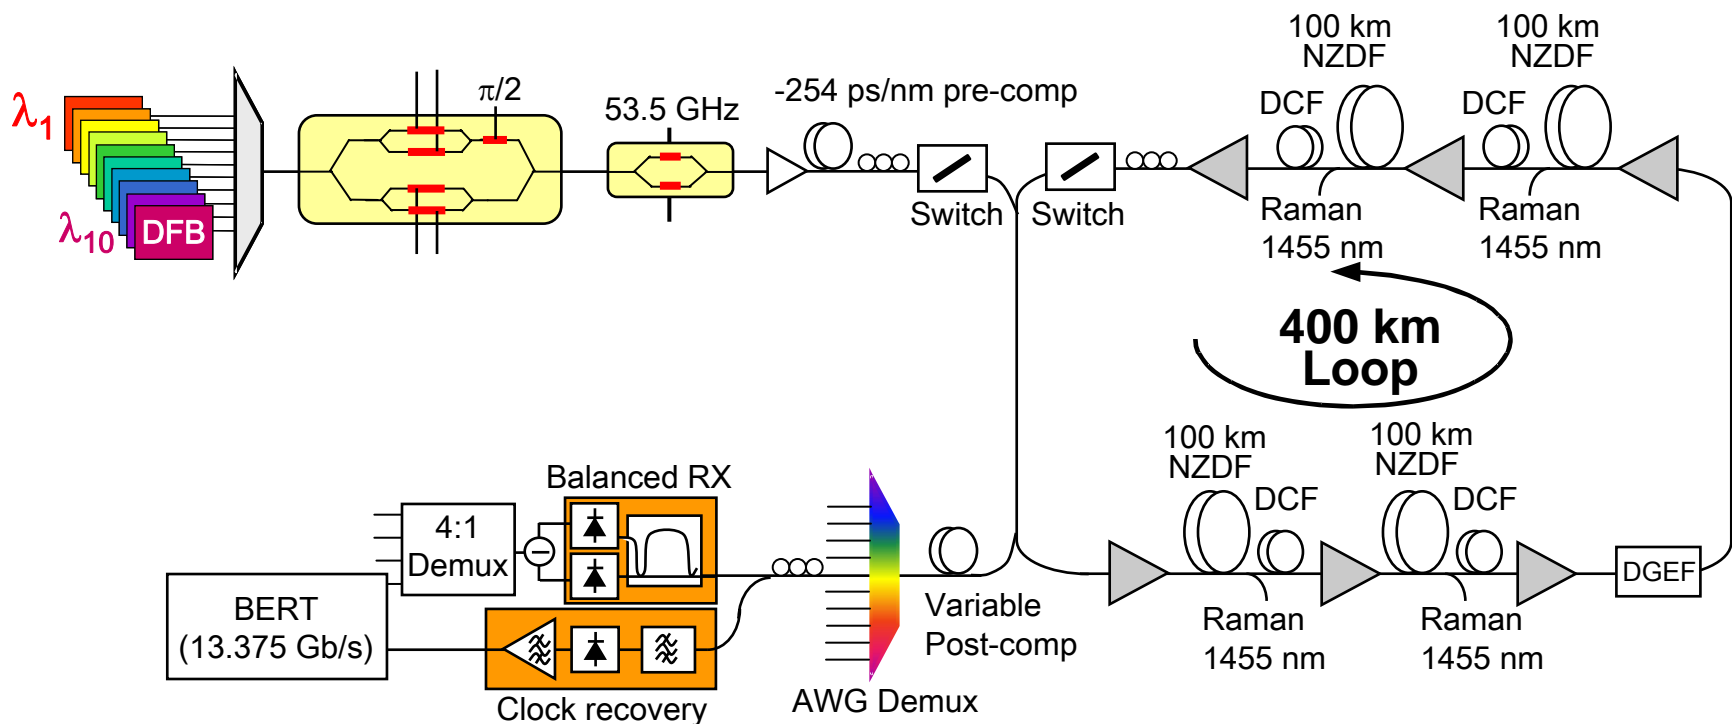 100 km
NZDF
100 km
NZDF
λ1
π/2
53.5 GHz
-254 ps/nm pre-comp
DCF
DCF
λ10
DFB
Switch
Switch
Raman
1455 nm
Raman
1455 nm
400 km
Loop
100 km
NZDF
100 km
NZDF
DCF
DCF
Balanced RX
4:1
Demux
BERT
(13.375 Gb/s)
Variable
Post-comp
DGEF
Raman
1455 nm
Raman
1455 nm
Clock recovery
AWG Demux